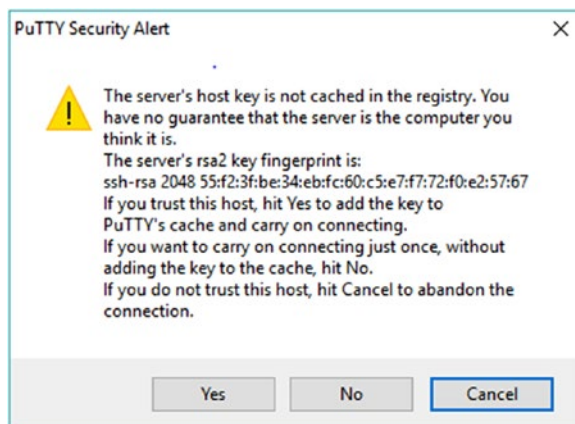 PuTTY Security Alert
The server's host key is not cached in the registry. You
have no guarantee that the server is the computer you
think it is.
The server's rsa2 key fingerprint is:
ssh-rsa 2048 55:f2:3f:be:34:eb:fc:60:c5:e7:f7:72:f0:e2:57:67
If you trust this host, hit Yes to add the key to
PuTTY's cache and carry on connecting.
If you want to carry on connecting just once, without
adding the key to the cache, hit No.
If you do not trust this host, hit Cancel to abandon the
connection.
Yes
No
Cancel